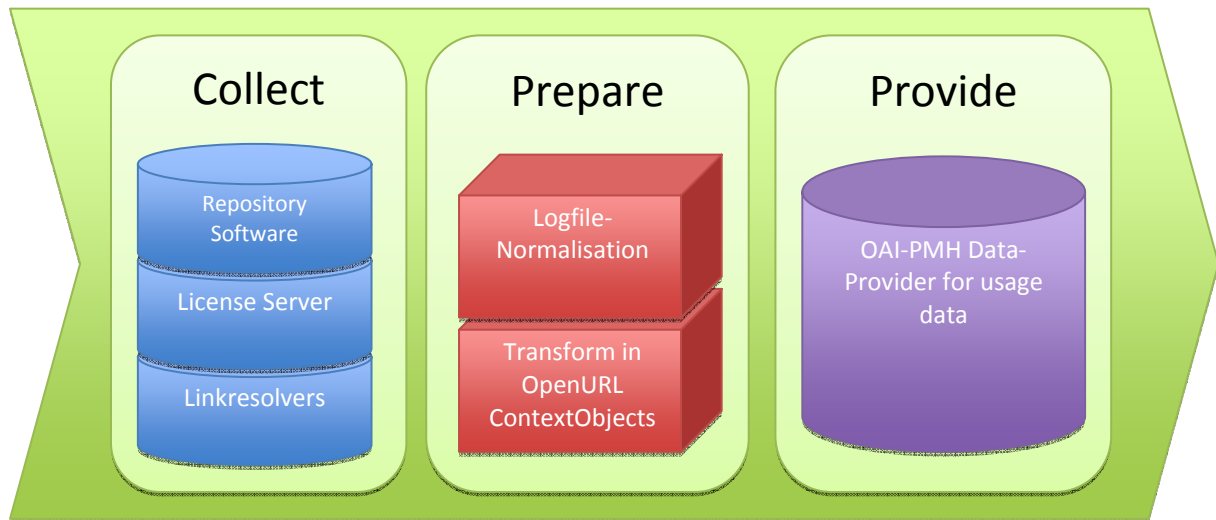 Collect
Repository
Software
License Server
Linkresolvers
Prepare
Logfile-
Normalisation
Transform in
OpenURL
ContextObjects
Provide
OAI-PMH Data-
Provider for usage
data